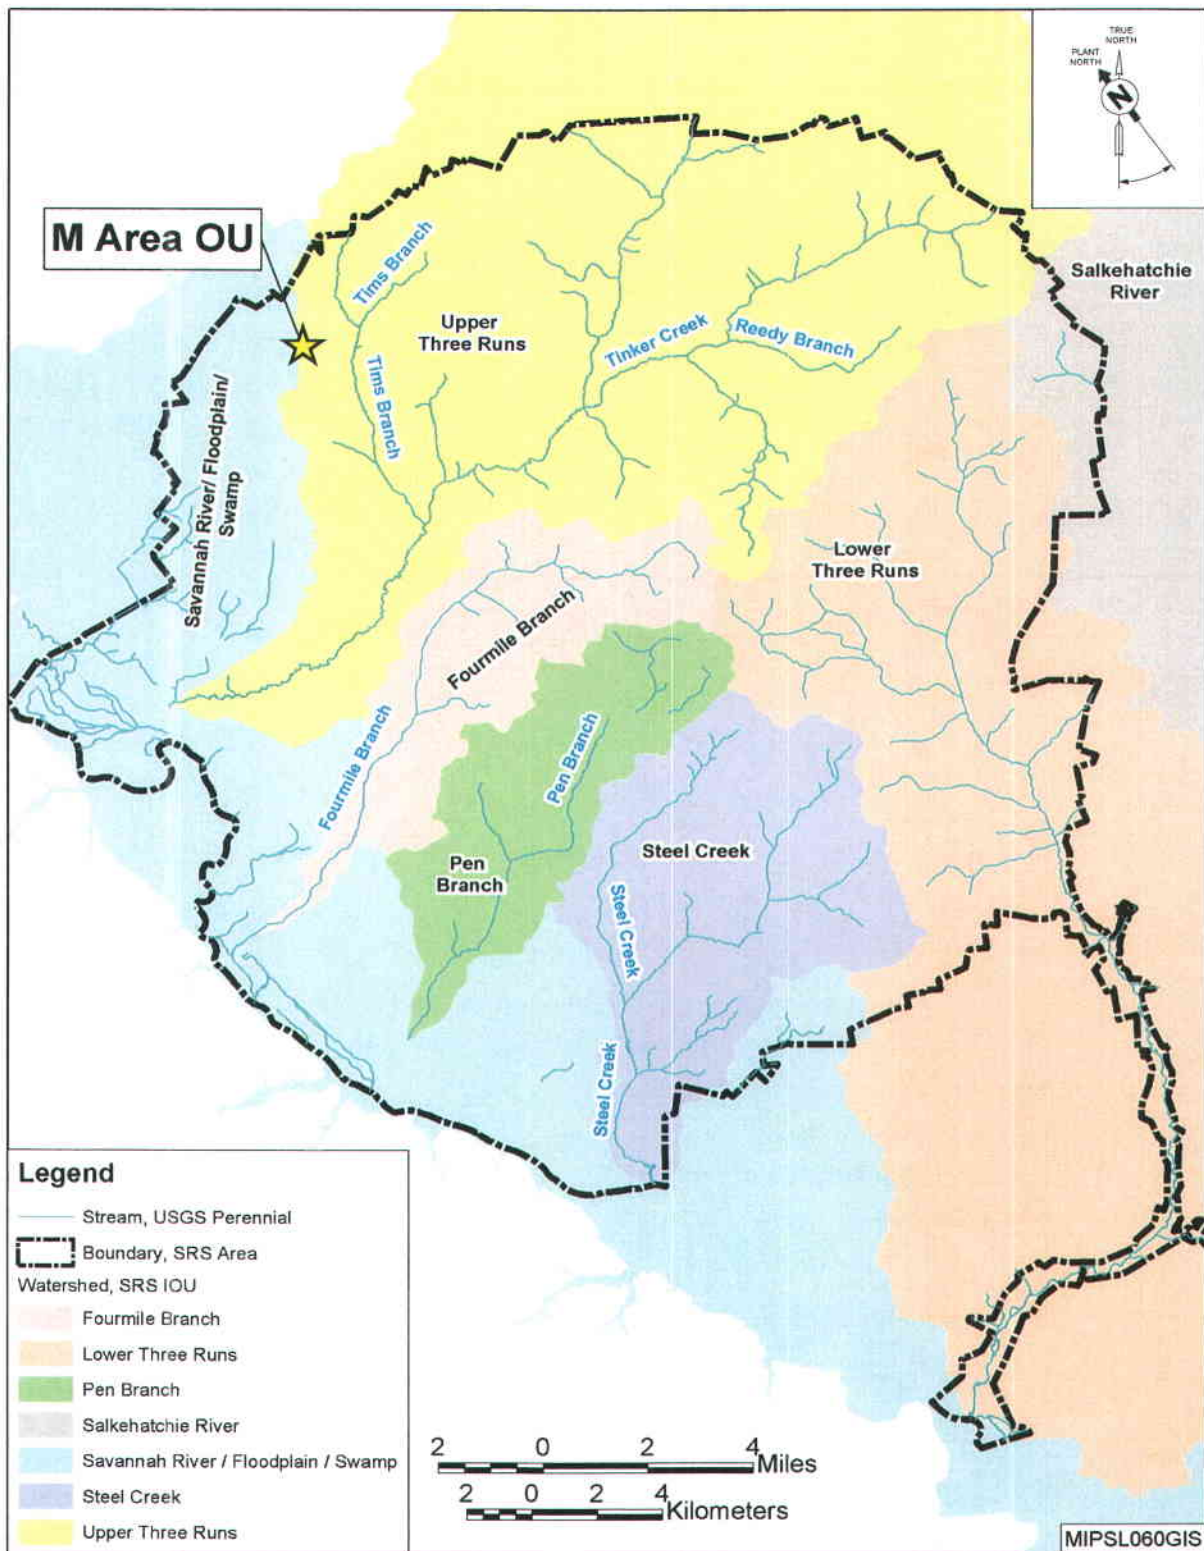 TRUE
NORTH
PLANT
NORTH
N
M Area OU
Tims Branch
Salkehatchie
River
Upper
Three Runs
Tinker Creek
Reedy Branch
Tims Branch
Savannah River/ Floodplain/
Swamp
Lower
Three Runs
Fourmile Branch
Fourmile Branch
Pen Branch
Steel Creek
Pen
Branch
Steel Creek
Steel Creek
Legend
Stream, USGS Perennial
Boundary, SRS Area
Watershed, SRS IOU
Fourmile Branch
Lower Three Runs
Pen Branch
Salkehatchie River
Savannah River / Floodplain / Swamp
Steel Creek
Upper Three Runs
2 0 2 4
Miles
2 0 2 4
Kilometers
MIPSL060GIS